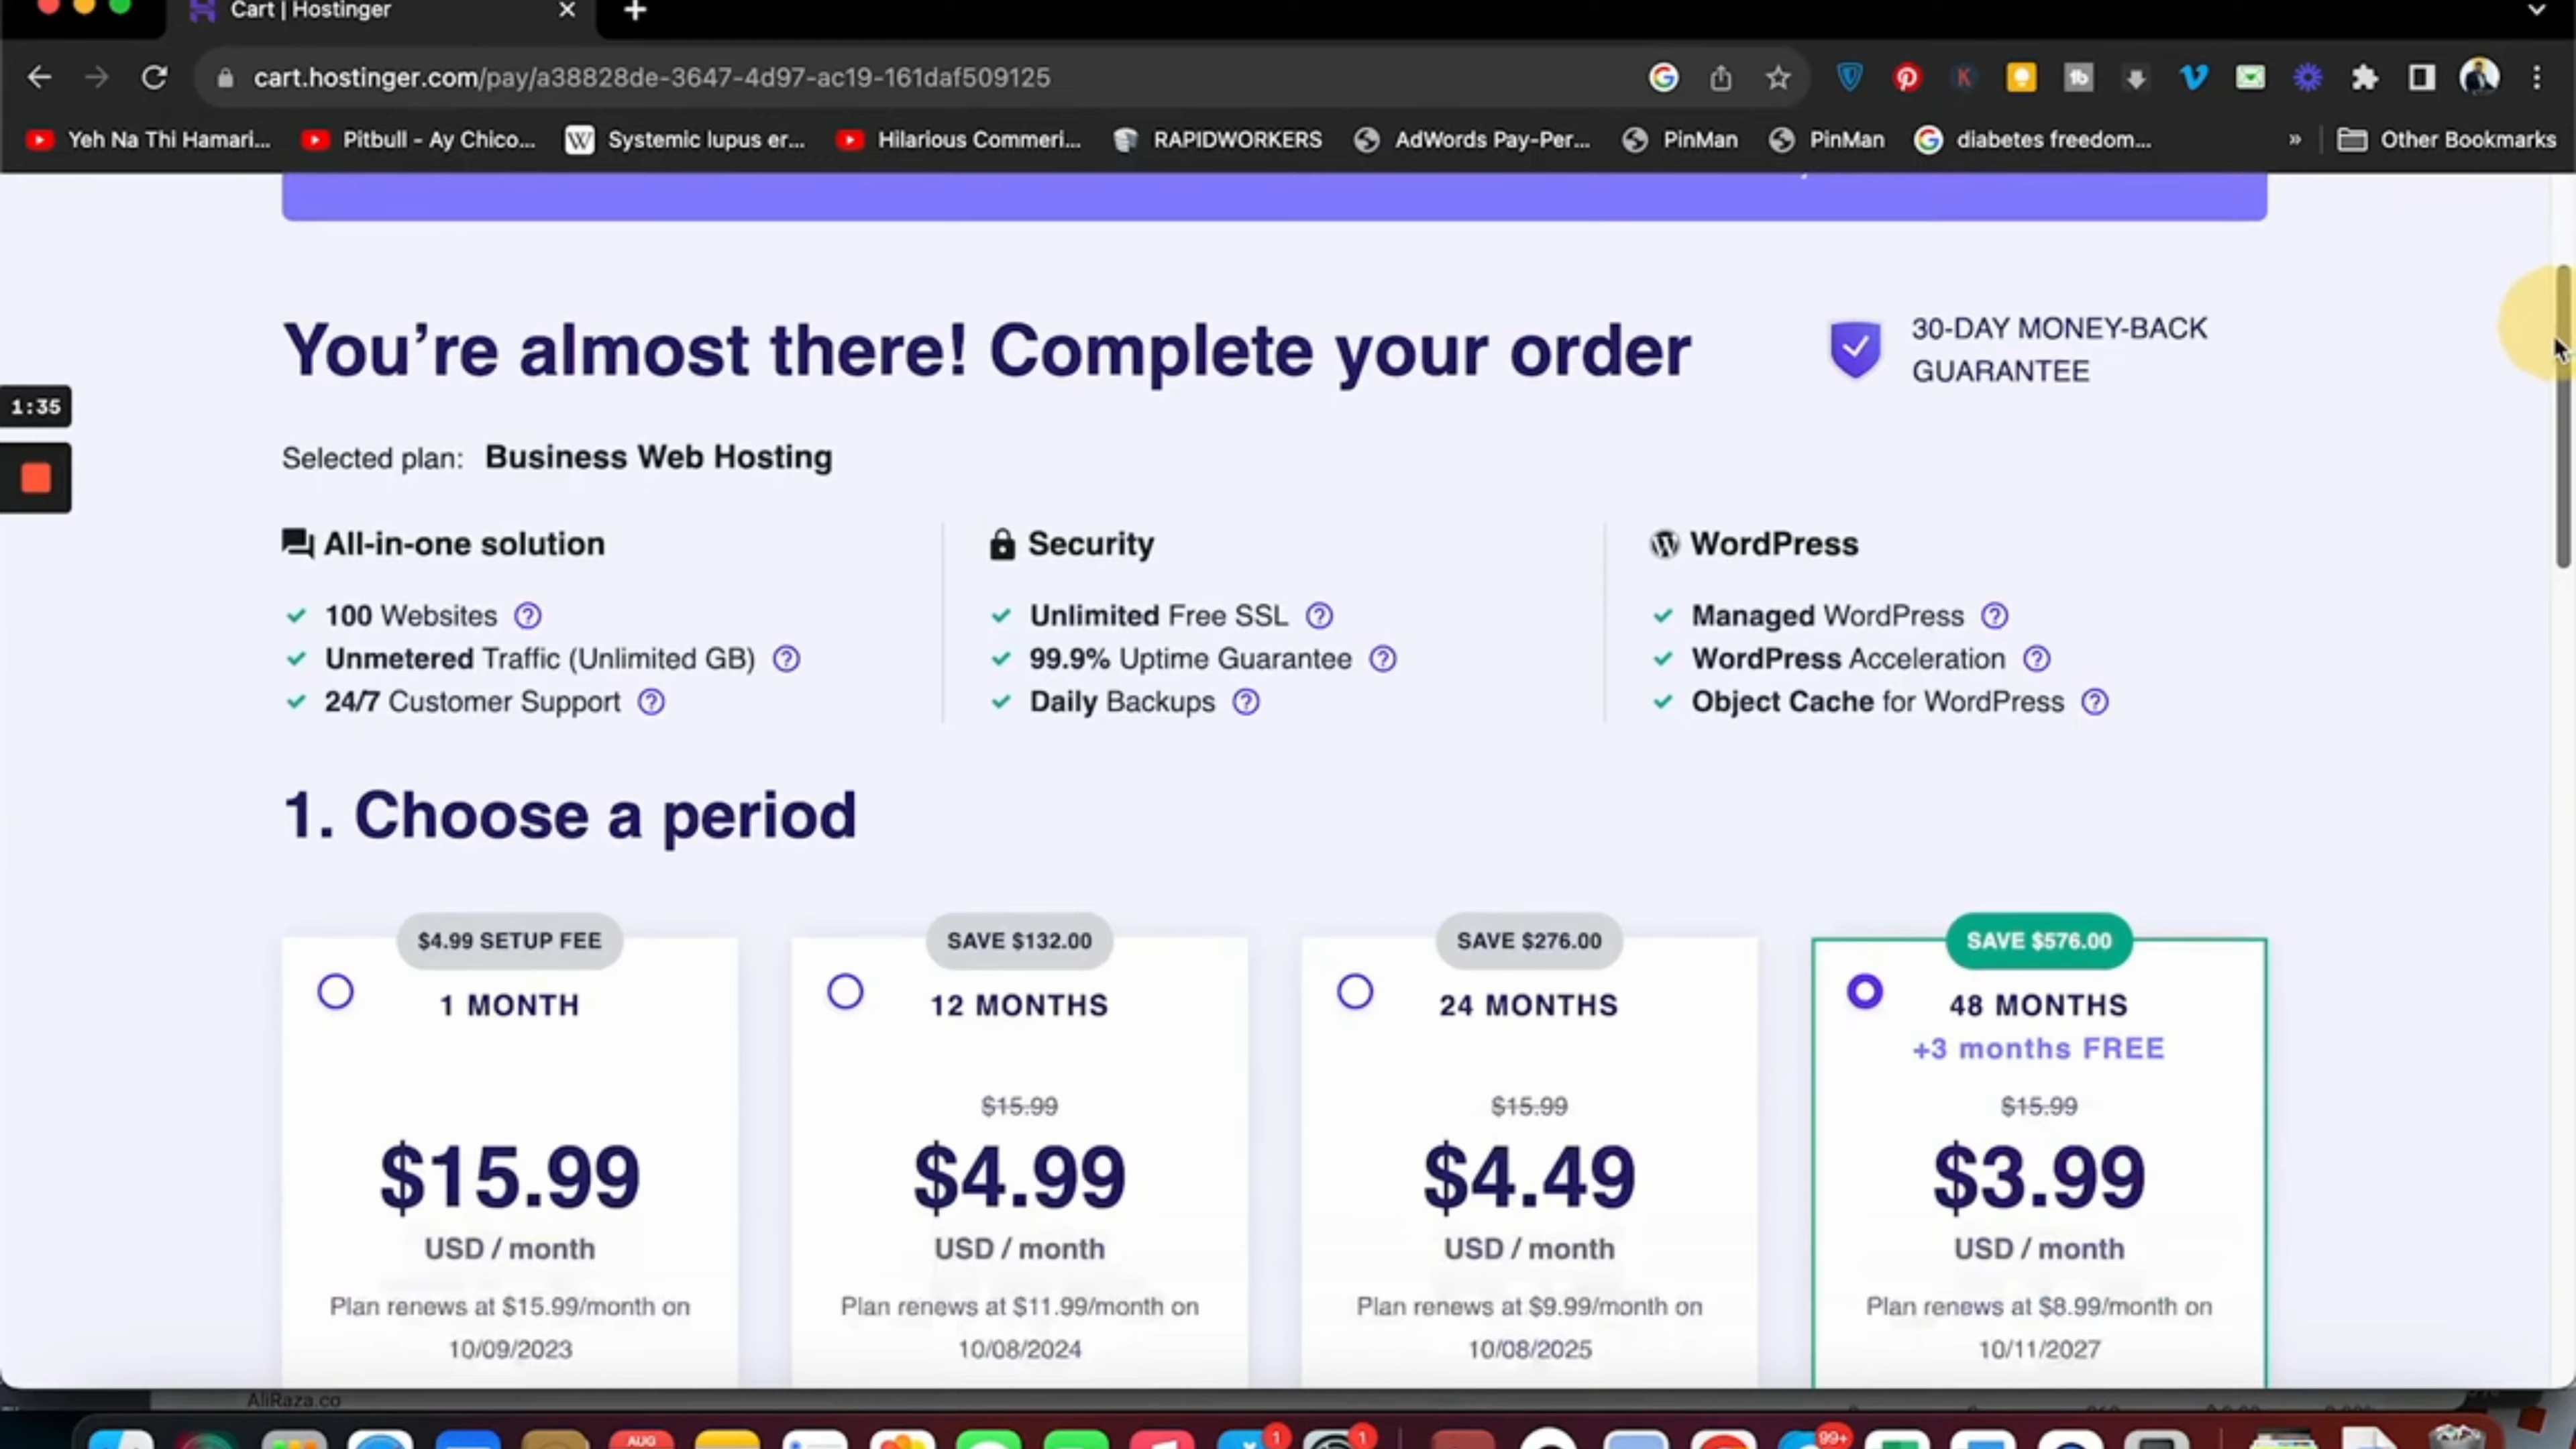 Cart | Hostinger
cart.hostinger.com/pay/a38828de-3647-4d97-ac19-161daf509125
Yeh Na Thi Hamari... Pitbull - Ay Chico... Systemic lupus er... Hilarious Commeri... RAPIDWORKERS AdWords Pay-Per... PinMan PinMan diabetes freedom... » Other Bookmarks
You're almost there! Complete your order
30-DAY MONEY-BACK
GUARANTEE
1:35
Selected plan: Business Web Hosting
All-in-one solution
100 Websites
Unmetered Traffic (Unlimited GB)
24/7 Customer Support
Security
Unlimited Free SSL
99.9% Uptime Guarantee
Daily Backups
WordPress
Managed WordPress
WordPress Acceleration
Object Cache for WordPress
1. Choose a period
$4.99 SETUP FEE
1 MONTH
$15.99
USD / month
Plan renews at $15.99/month on
10/09/2023
SAVE $132.00
12 MONTHS
$15.99
$4.99
USD / month
Plan renews at $11.99/month on
10/08/2024
SAVE $276.00
24 MONTHS
$15.99
$4.49
USD / month
Plan renews at $9.99/month on
10/08/2025
SAVE $576.00
48 MONTHS
+3 months FREE
$15.99
$3.99
USD / month
Plan renews at $8.99/month on
10/11/2027
AliRaza.co
AUG
1
1
99+